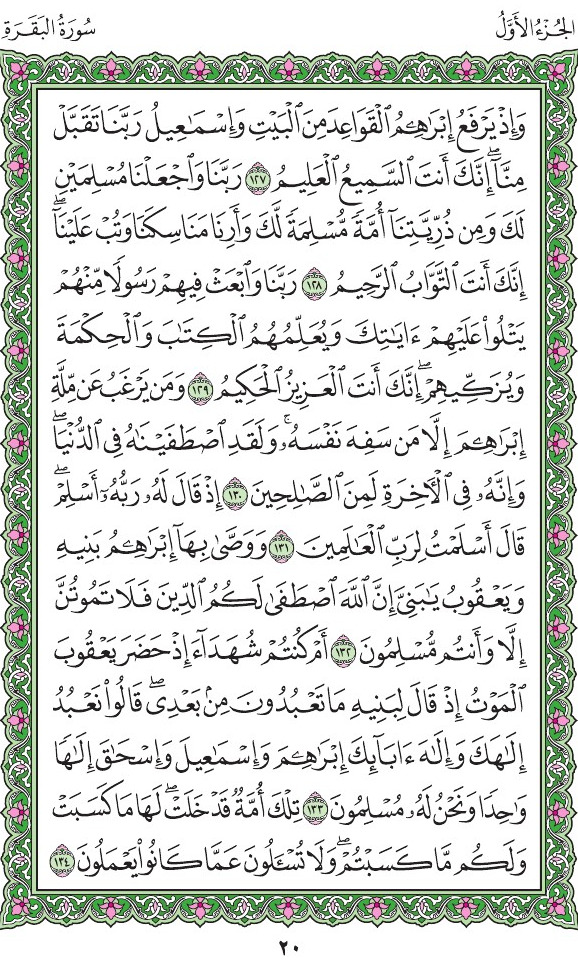 الجُزْءُ الأَوَّلُ
سُورَةُ البَقَرَةِ
وَإِذْ يَرْفَعُ إِبْرَٰهِـۧمُ ٱلْقَوَاعِدَ مِنَ ٱلْبَيْتِ وَإِسْمَٰعِيلُ رَبَّنَا تَقَبَّلْ
مِنَّآۖ إِنَّكَ أَنتَ ٱلسَّمِيعُ ٱلْعَلِيمُ ١٢٧ رَبَّنَا وَٱجْعَلْنَا مُسْلِمَيْنِ
لَكَ وَمِن ذُرِّيَّتِنَآ أُمَّةً مُّسْلِمَةً لَّكَ وَأَرِنَا مَنَاسِكَنَا وَتُبْ عَلَيْنَآۖ
إِنَّكَ أَنتَ ٱلتَّوَّابُ ٱلرَّحِيمُ ١٢٨ رَبَّنَا وَٱبْعَثْ فِيهِمْ رَسُولًا مِّنْهُمْ
يَتْلُوا۟ عَلَيْهِمْ ءَايَٰتِكَ وَيُعَلِّمُهُمُ ٱلْكِتَٰبَ وَٱلْحِكْمَةَ
وَيُزَكِّيهِمْۖ إِنَّكَ أَنتَ ٱلْعَزِيزُ ٱلْحَكِيمُ ١٢٩ وَمَن يَرْغَبُ عَن مِّلَّةِ
إِبْرَٰهِـۧمَ إِلَّا مَن سَفِهَ نَفْسَهُۥۚ وَلَقَدِ ٱصْطَفَيْنَٰهُ فِى ٱلدُّنْيَاۖ
وَإِنَّهُۥ فِى ٱلْأَخِرَةِ لَمِنَ ٱلصَّٰلِحِينَ ١٣٠ إِذْ قَالَ لَهُۥ رَبُّهُۥٓ أَسْلِمْۖ
قَالَ أَسْلَمْتُ لِرَبِّ ٱلْعَٰلَمِينَ ١٣١ وَوَصَّىٰ بِهَآ إِبْرَٰهِـۧمُ بَنِيهِ
وَيَعْقُوبُ يَٰبَنِىَّ إِنَّ ٱللَّهَ ٱصْطَفَىٰ لَكُمُ ٱلدِّينَ فَلَا تَمُوتُنَّ
إِلَّا وَأَنتُم مُّسْلِمُونَ ١٣٢ أَمْ كُنتُمْ شُهَدَآءَ إِذْ حَضَرَ يَعْقُوبَ
ٱلْمَوْتُ إِذْ قَالَ لِبَنِيهِ مَا تَعْبُدُونَ مِنۢ بَعْدِىۖ قَالُوا۟ نَعْبُدُ
إِلَٰهَكَ وَإِلَٰهَ ءَابَآئِكَ إِبْرَٰهِـۧمَ وَإِسْمَٰعِيلَ وَإِسْحَٰقَ إِلَٰهًا
وَٰحِدًا وَنَحْنُ لَهُۥ مُسْلِمُونَ ١٣٣ تِلْكَ أُمَّةٌ قَدْ خَلَتْۖ لَهَا مَا كَسَبَتْ
وَلَكُم مَّا كَسَبْتُمْۖ وَلَا تُسْـَٔلُونَ عَمَّا كَانُوا۟ يَعْمَلُونَ ١٣٤
٢٠